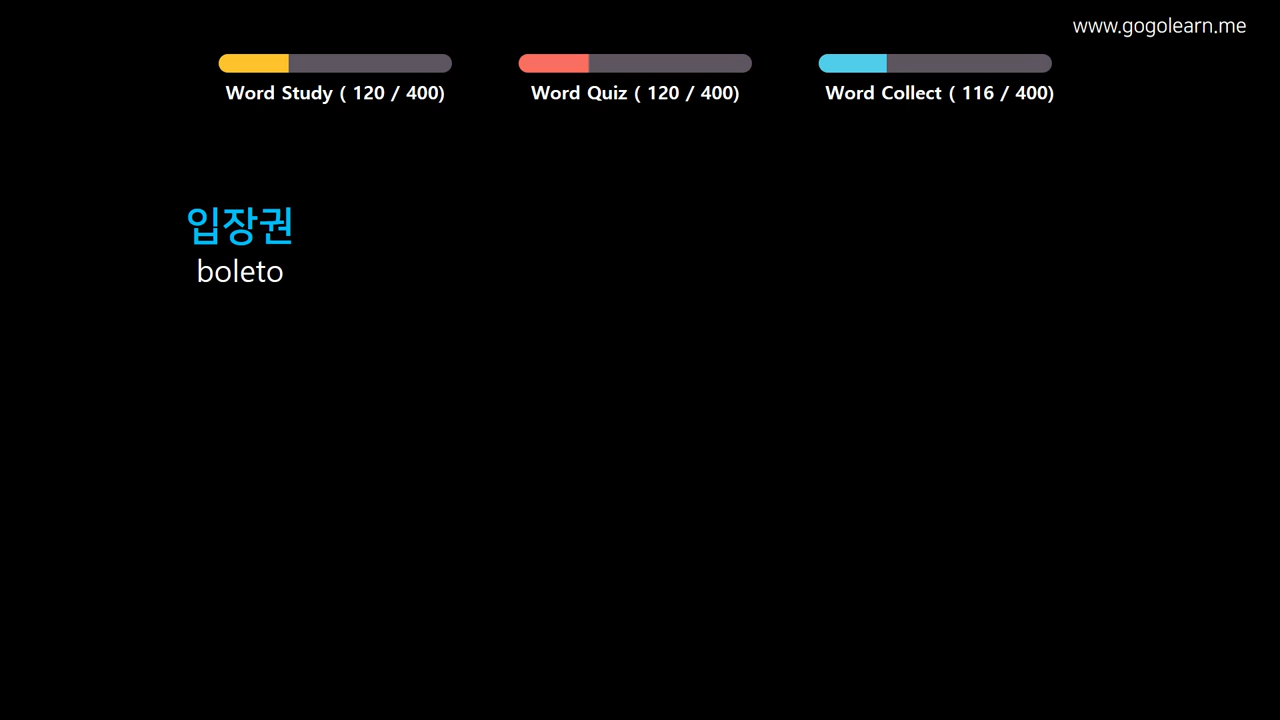 www.gogolearn.me
Word Study ( 120 / 400)
Word Quiz ( 120 / 400)
Word Collect ( 116 / 400)
입장권
boleto